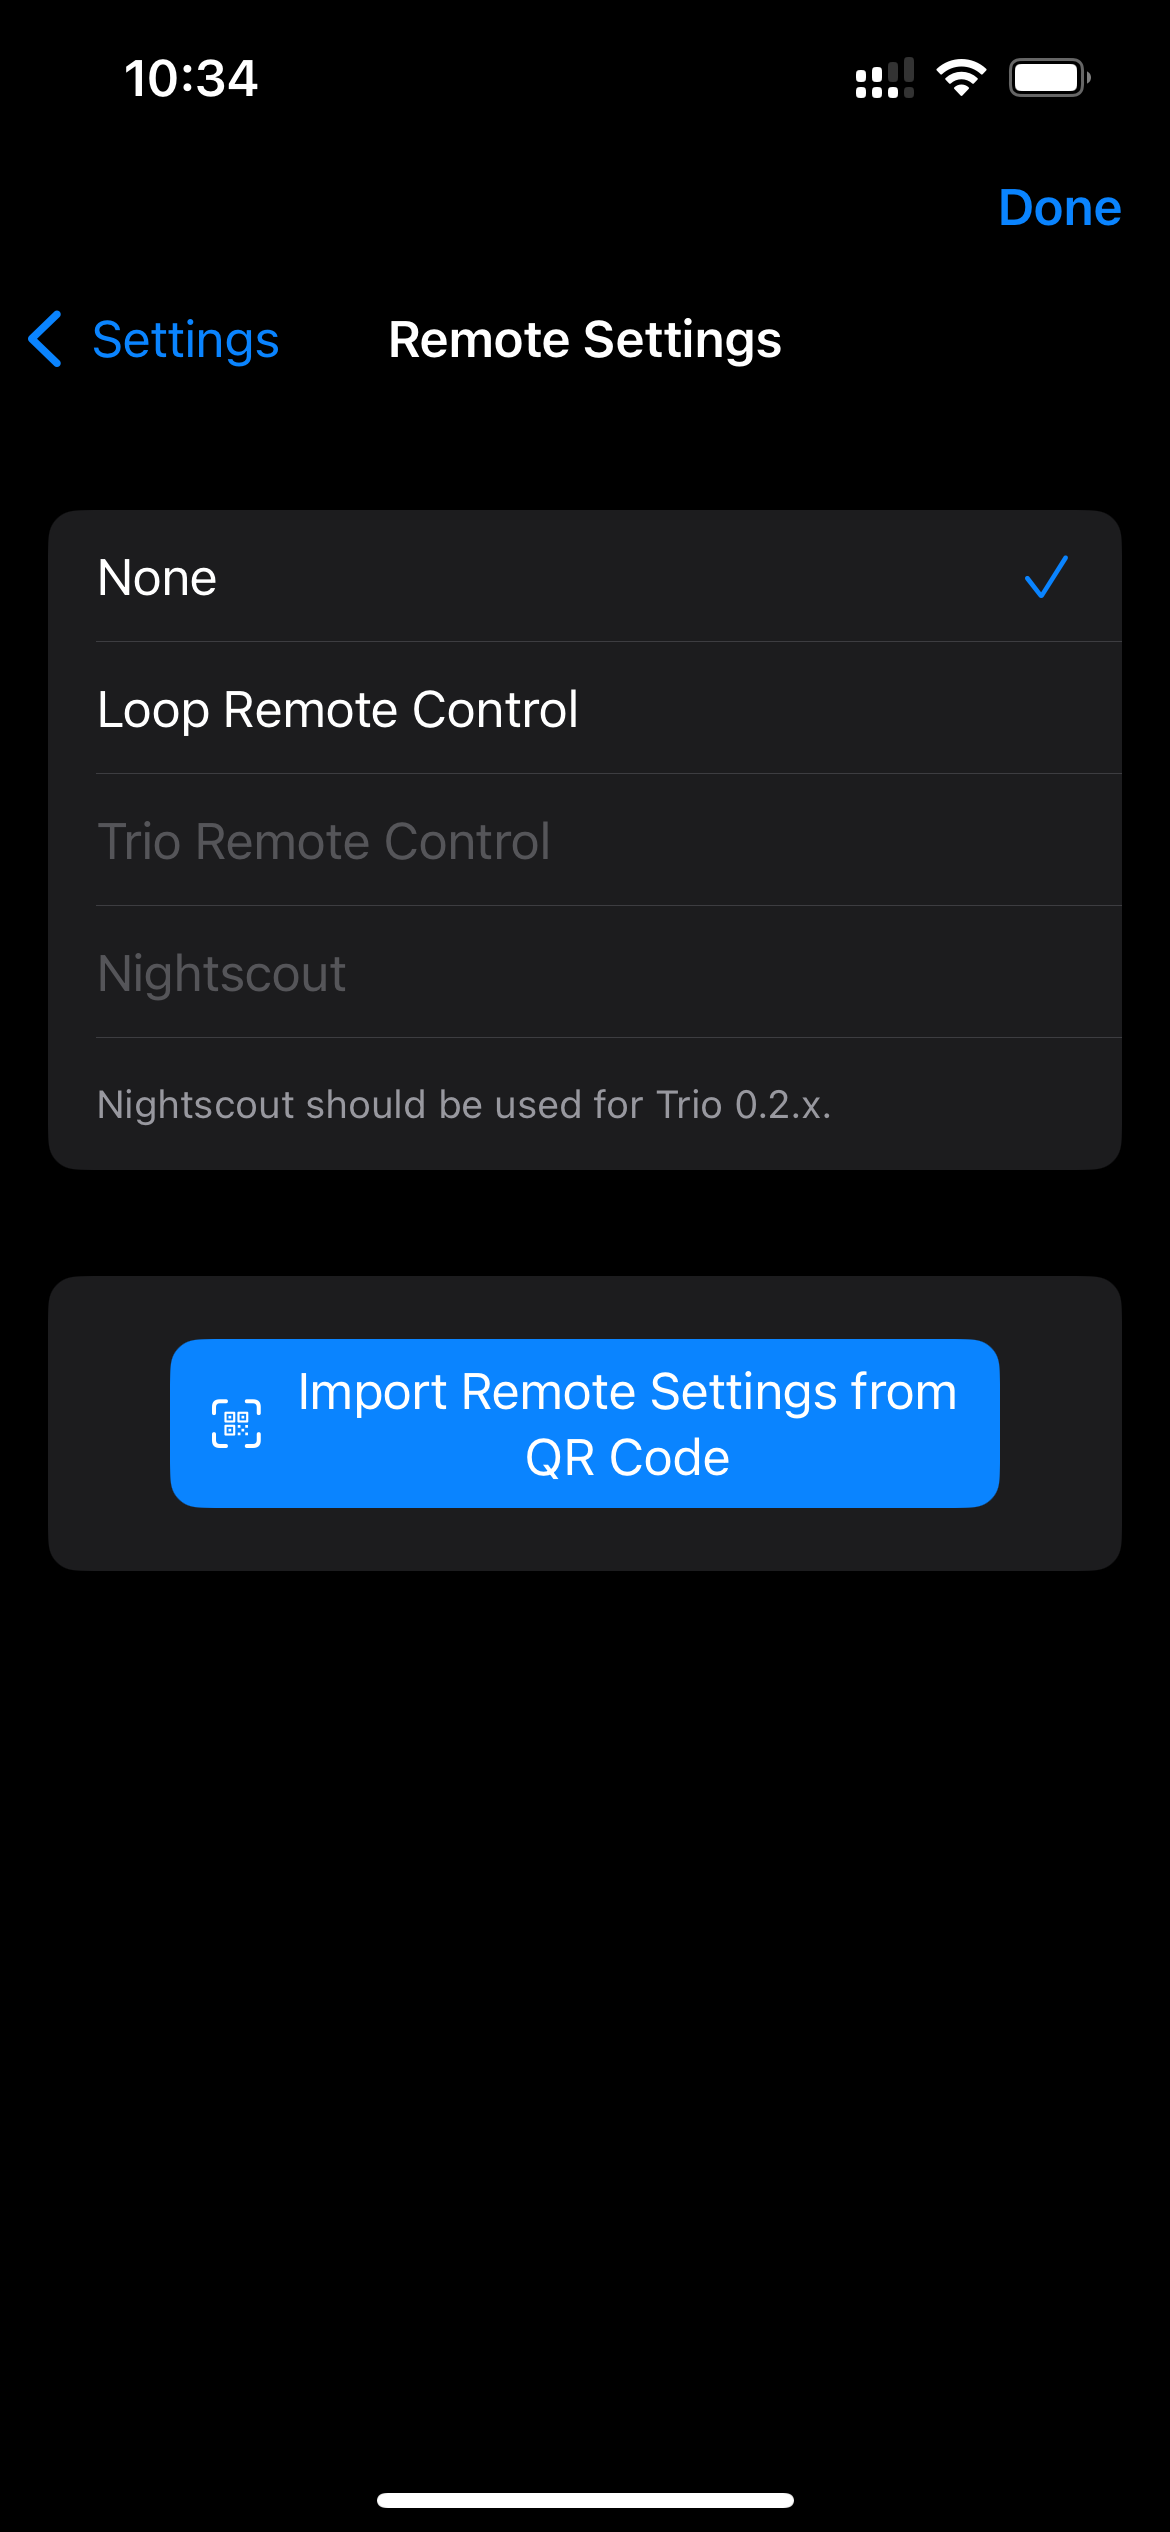 10:34
Done
Settings
Remote Settings
None
Loop Remote Control
Trio Remote Control
Nightscout
Nightscout should be used for Trio 0.2.x.
Import Remote Settings from
QR Code